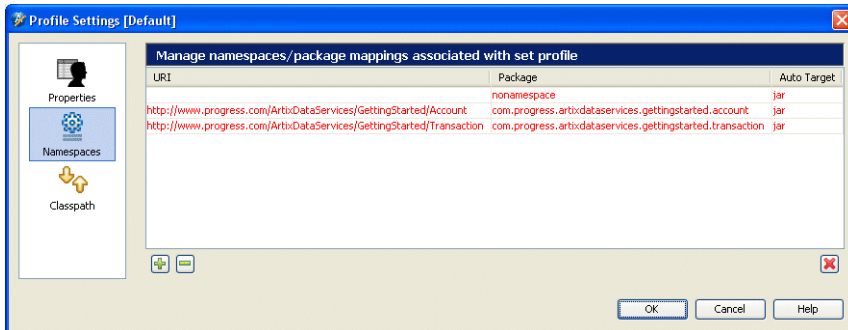 Profile Settings [Default]
Manage namespaces/package mappings associated with set profile
URI Package Auto Target
nonamespace jar
http://www.progress.com/ArtixDataServices/GettingStarted/Account com.progress.artixdataservices.gettingstarted.account jar
http://www.progress.com/ArtixDataServices/GettingStarted/Transaction com.progress.artixdataservices.gettingstarted.transaction jar
Properties
Namespaces
Classpath
OK Cancel Help